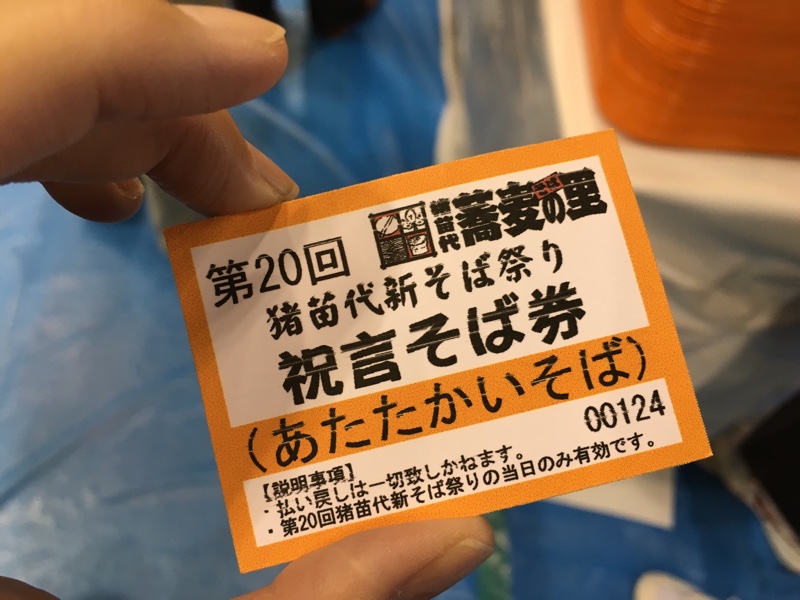 第20回
猪苗代 蕎麦の里
そば
猪苗代新そば祭り
祝言そば券
(あたたかいそば)
00124
【説明事項】
・払い戻しは一切致しかねます。
・第20回猪苗代新そば祭りの当日のみ有効です。